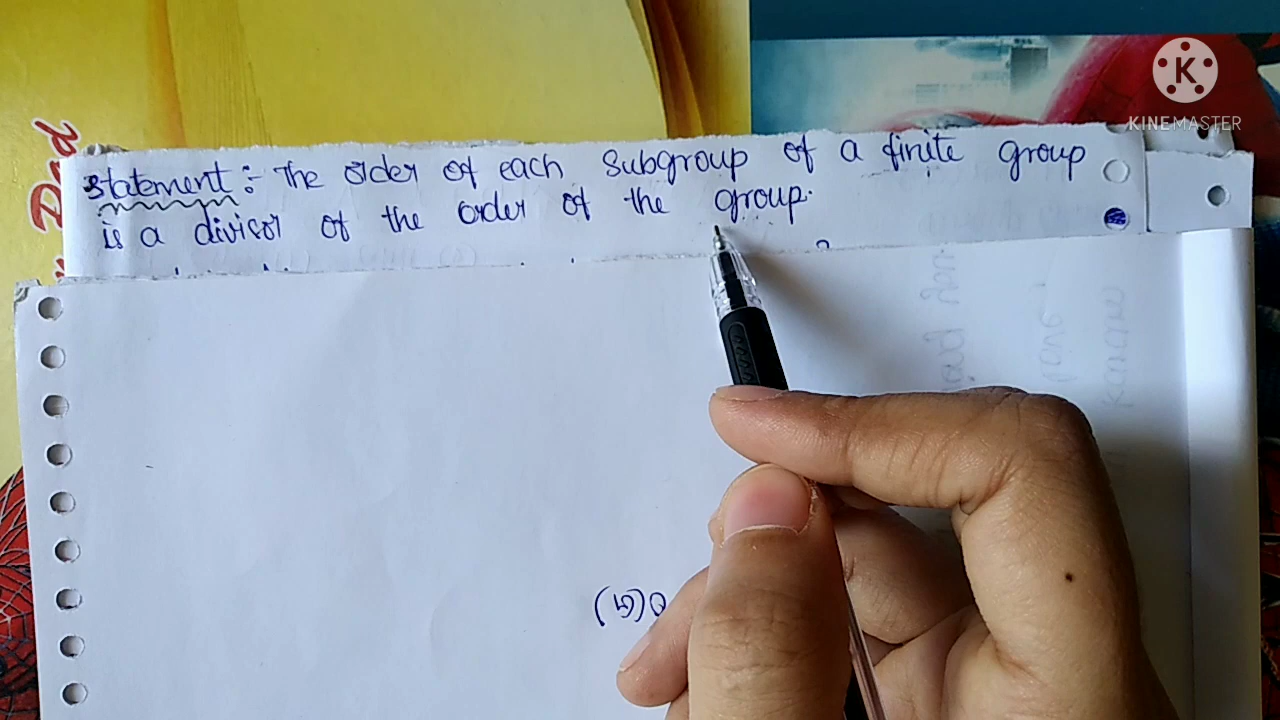 Statement :- The order of each subgroup of a finite group
is a divisor of the order of the group.
KINEMASTER